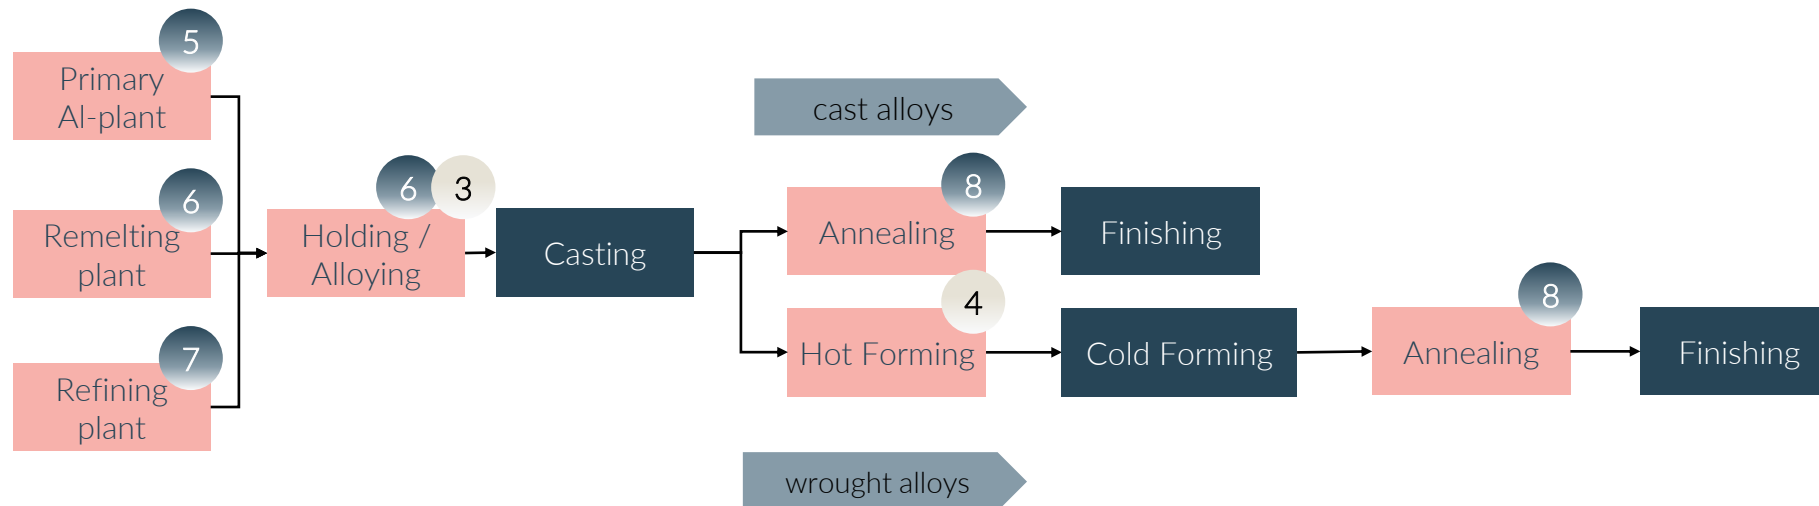 5
Primary
Al-plant
6
Remelting
plant
7
Refining
plant
6 3
Holding /
Alloying
Casting
cast alloys
8
Annealing
Finishing
4
Hot Forming
Cold Forming
8
Annealing
Finishing
wrought alloys